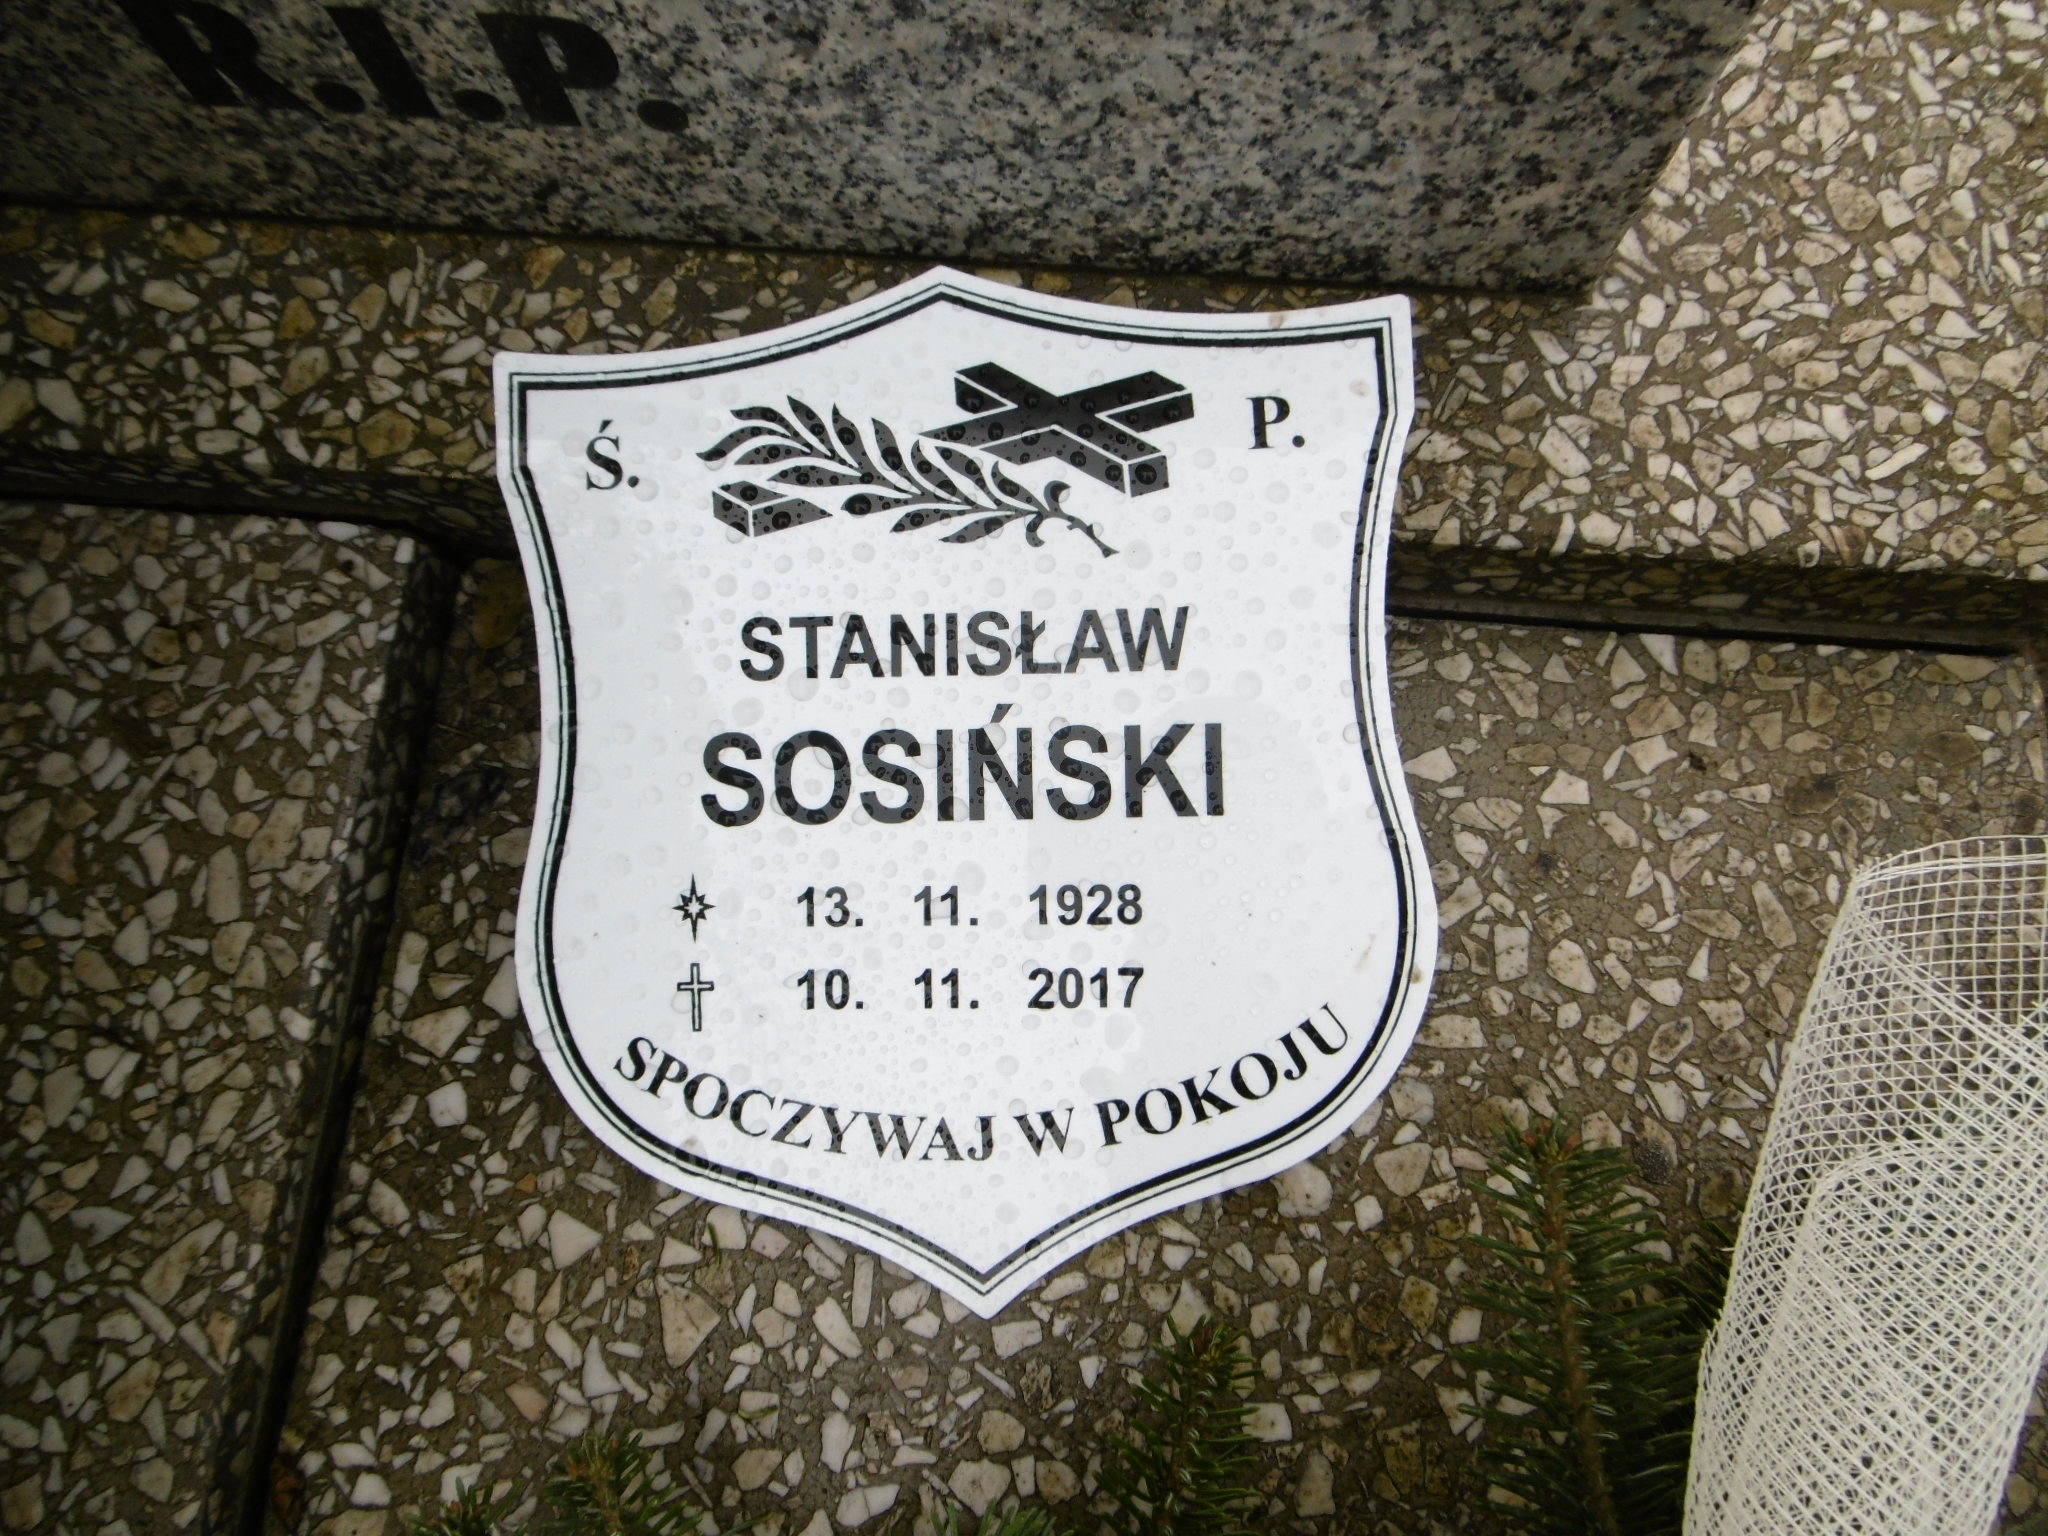 R.I.P.
Ś. P.
STANISŁAW
SOSIŃSKI
13. 11. 1928
10. 11. 2017
SPOCZYWAJ W POKOJU